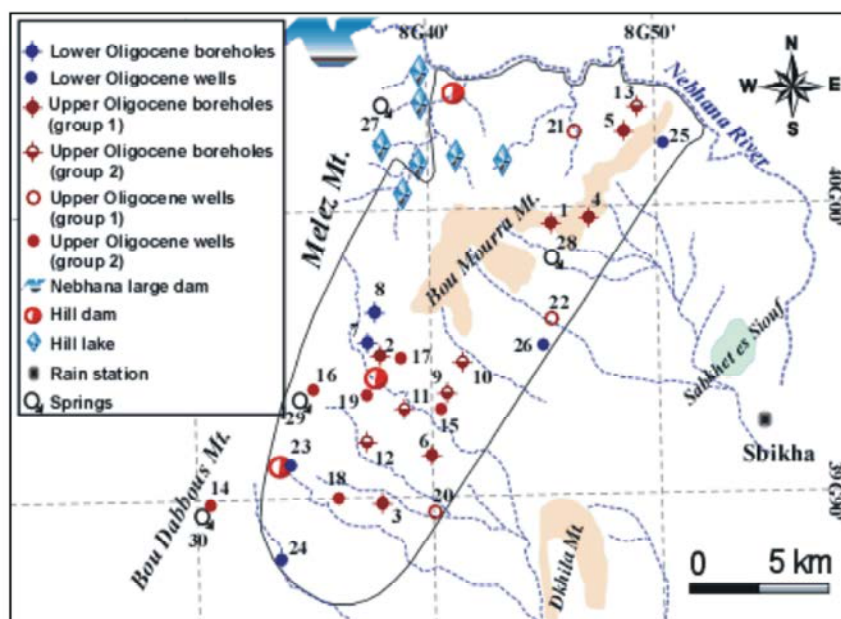 8G40'
8G50'
Lower Oligocene boreholes
Lower Oligocene wells
Upper Oligocene boreholes
(group 1)
Upper Oligocene boreholes
(group 2)
Upper Oligocene wells
(group 1)
Upper Oligocene wells
(group 2)
Nebhana large dam
Hill dam
Hill lake
Rain station
Springs
N
W E
S
Nebhana River
27
13
5
21
25
40G00'
Melez Mt.
Bou Mourra Mt.
1
4
28
8
7
2
17
22
26
10
16
29
19
11
9
15
Sabkhet es Siouf
Sbikha
23
12
6
18
3
20
39G90'
14
30
Bou Dabbous Mt.
24
Dkhila Mt.
0 5 km